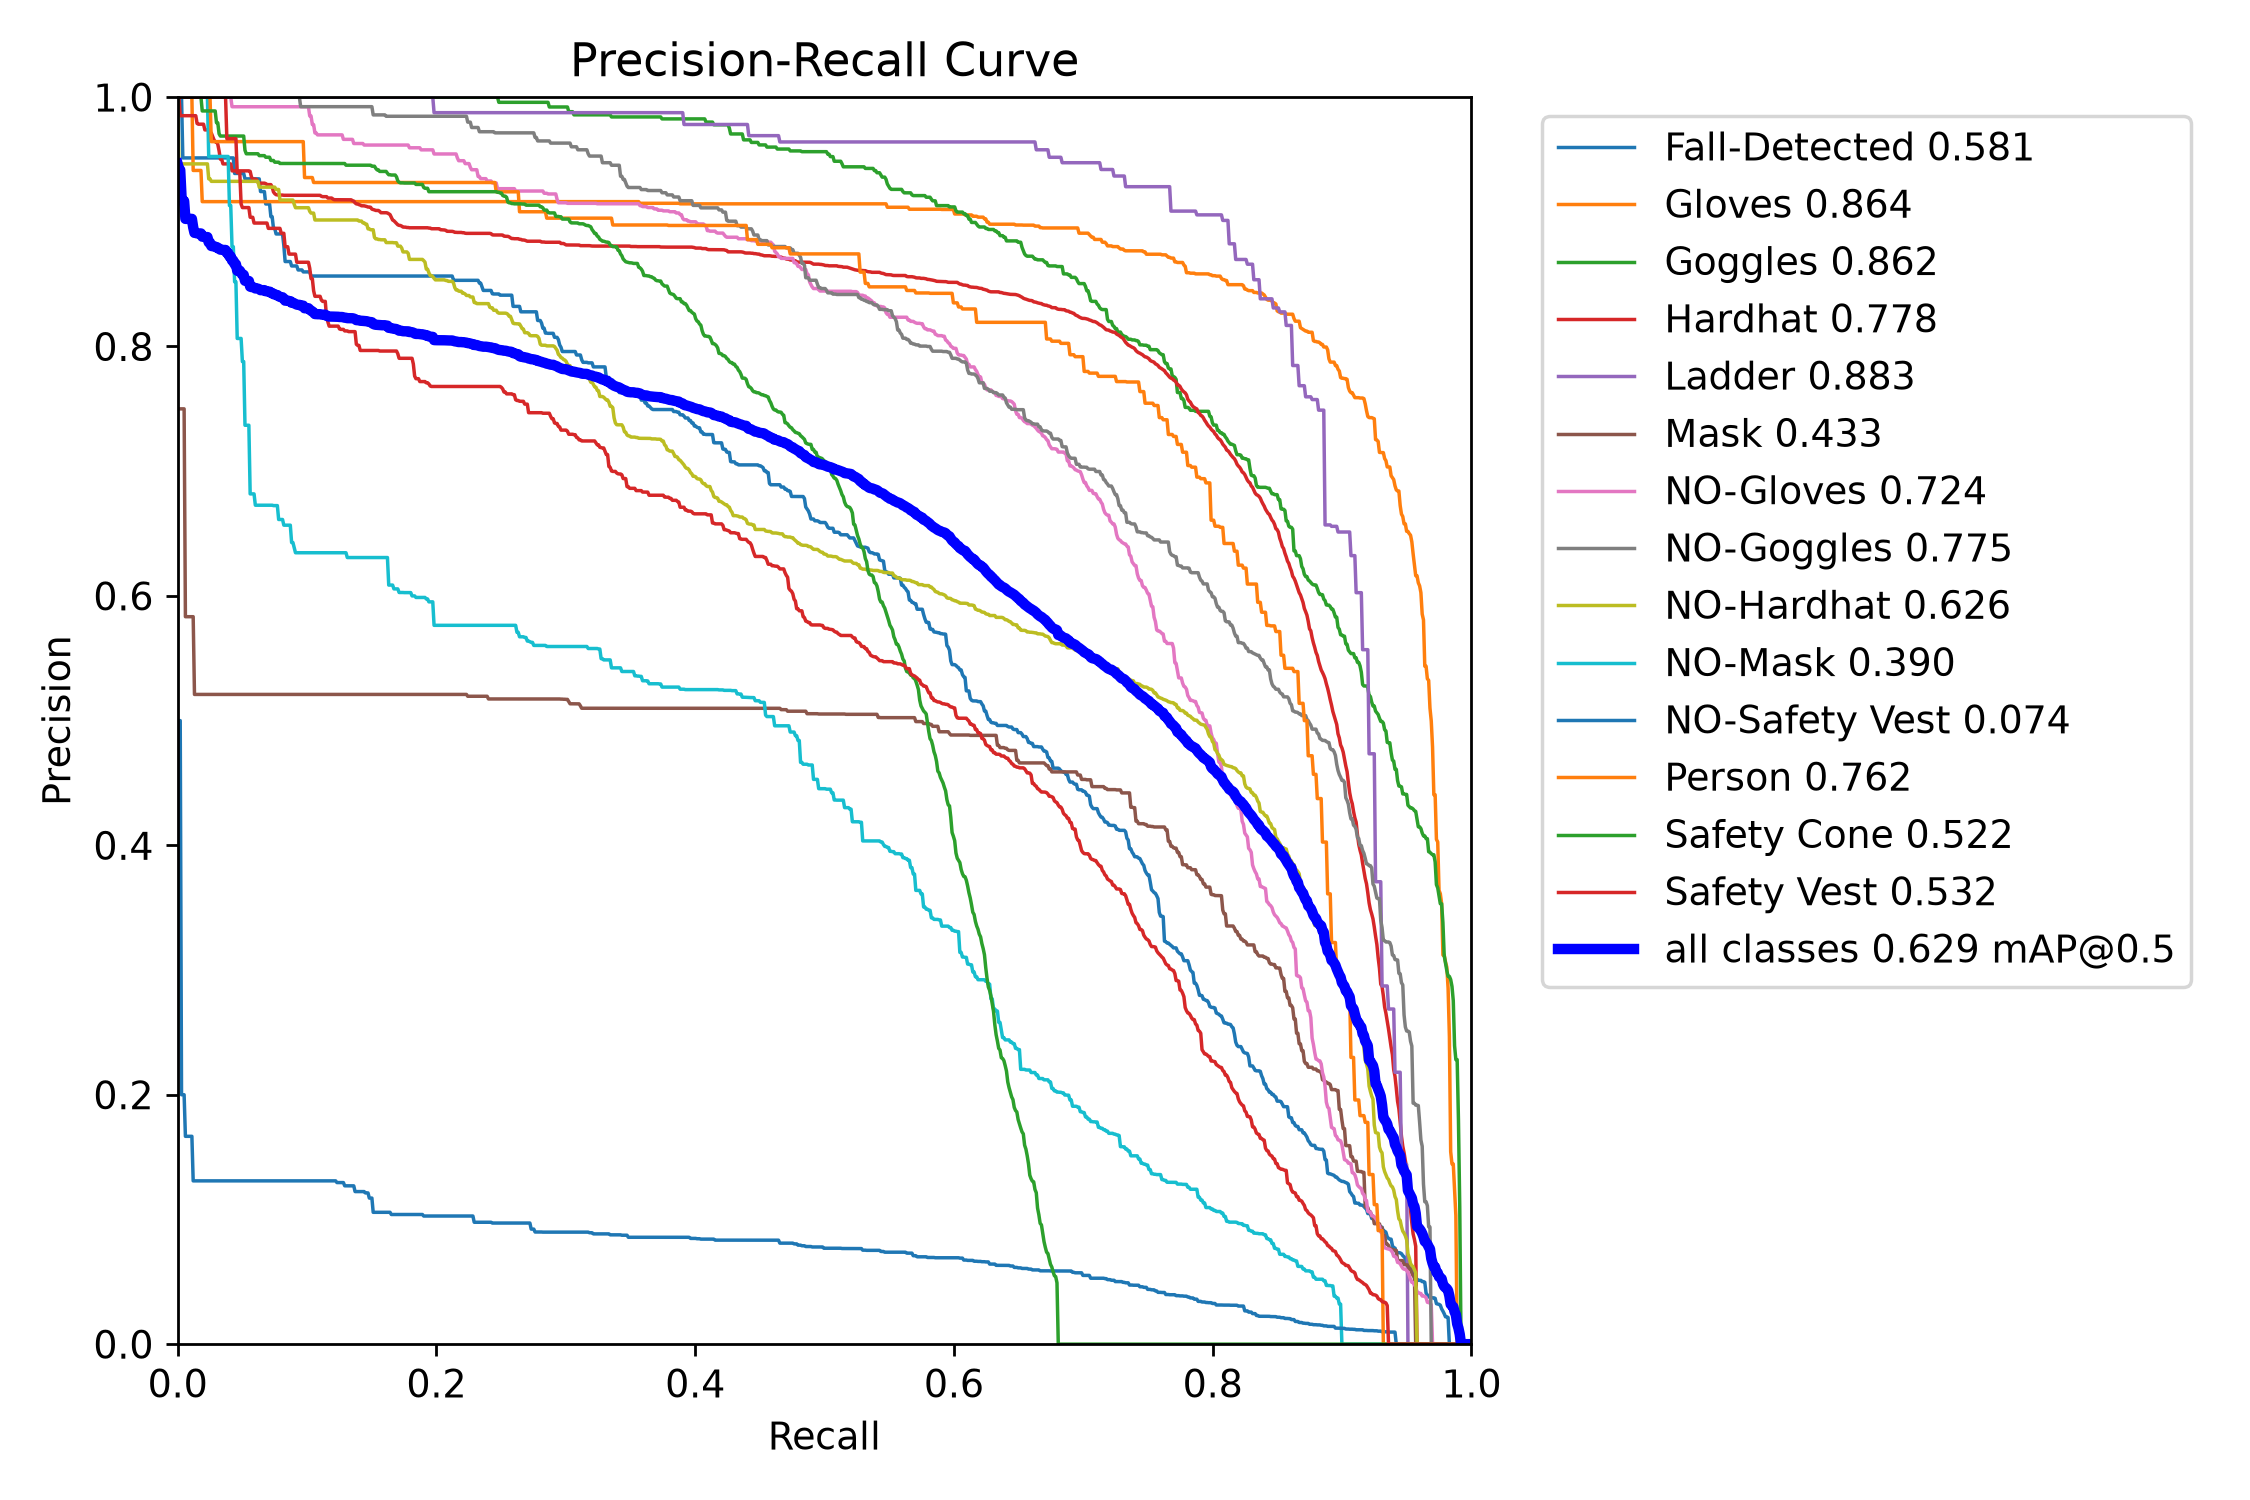 Precision-Recall Curve
1.0
0.8
0.6
0.4
0.2
0.0
Precision
0.0 0.2 0.4 0.6 0.8 1.0
Recall
Fall-Detected 0.581
Gloves 0.864
Goggles 0.862
Hardhat 0.778
Ladder 0.883
Mask 0.433
NO-Gloves 0.724
NO-Goggles 0.775
NO-Hardhat 0.626
NO-Mask 0.390
NO-Safety Vest 0.074
Person 0.762
Safety Cone 0.522
Safety Vest 0.532
all classes 0.629 mAP@0.5